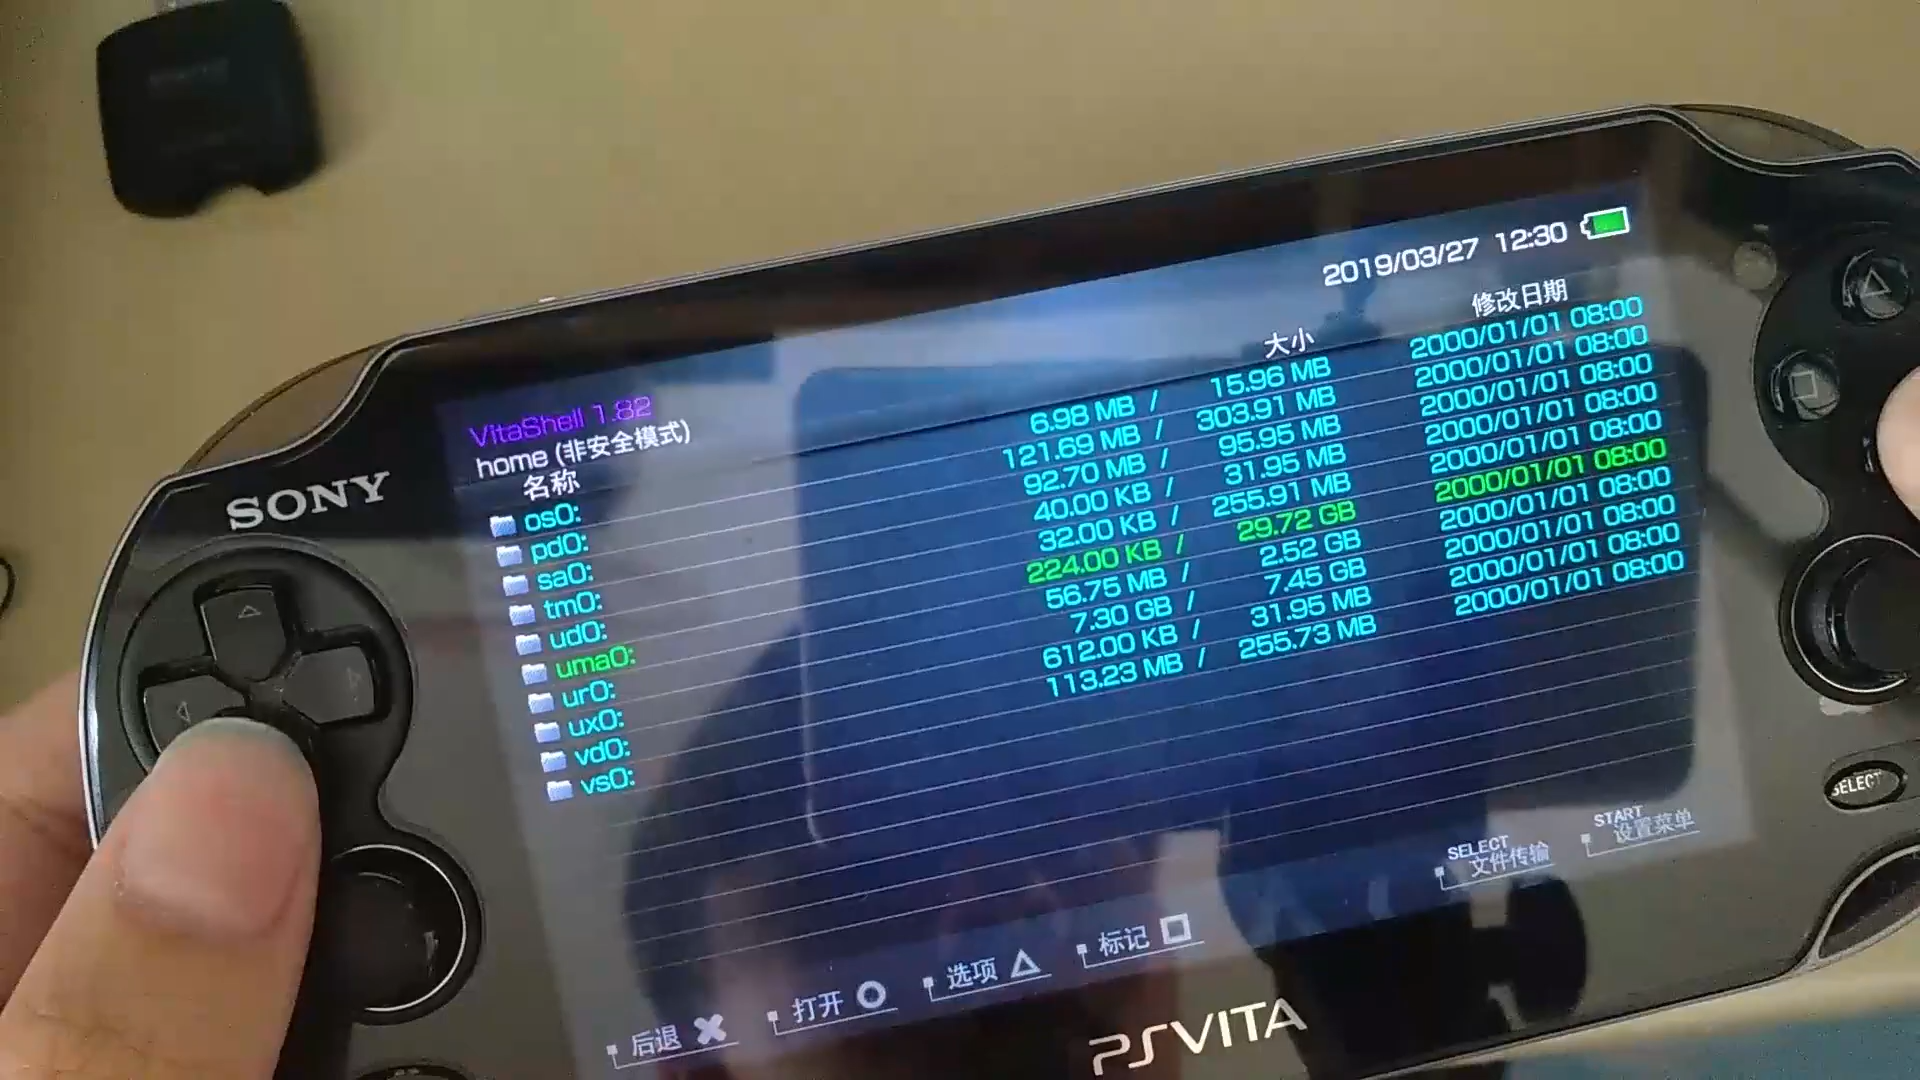 2019/03/27 12:30
VitaShell 1.82
home (非安全模式)
名称 大小 修改日期
os0: 6.98 MB / 15.96 MB 2000/01/01 08:00
pd0: 121.69 MB / 303.91 MB 2000/01/01 08:00
sa0: 92.70 MB / 95.95 MB 2000/01/01 08:00
tm0: 40.00 KB / 31.95 MB 2000/01/01 08:00
ud0: 32.00 KB / 255.91 MB 2000/01/01 08:00
uma0: 224.00 KB / 29.72 GB 2000/01/01 08:00
ur0: 56.75 MB / 2.52 GB 2000/01/01 08:00
ux0: 7.30 GB / 7.45 GB 2000/01/01 08:00
vd0: 612.00 KB / 31.95 MB 2000/01/01 08:00
vs0: 113.23 MB / 255.73 MB 2000/01/01 08:00
SONY
SELECT
START
设置菜单
SELECT
文件传输
后退 打开 选项 标记
PSVITA